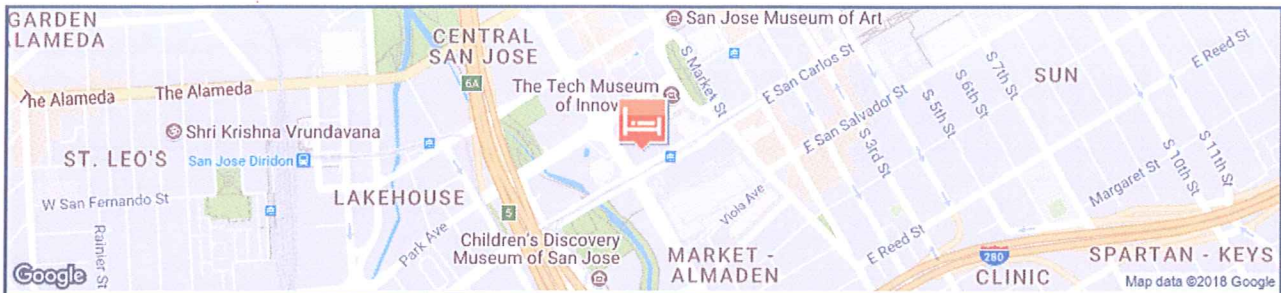 GARDEN
ALAMEDA
The Alameda
The Alameda
CENTRAL
SAN JOSE
6A
San Jose Museum of Art
S Market St
The Tech Museum
of Innov
E San Carlos St
E San Salvador St
S 3rd St
S 5th St
S 6th St
S 7th St
SUN
E Reed St
Shri Krishna Vrundavana
ST. LEO'S
San Jose Diridon
W San Fernando St
LAKEHOUSE
Rainier St
Park Ave
5
Children's Discovery
Museum of San Jose
Viola Ave
MARKET -
ALMADEN
E Reed St
Margaret St
S 10th St
S 11th St
280
CLINIC
SPARTAN - KEYS
Google
Map data ©2018 Google